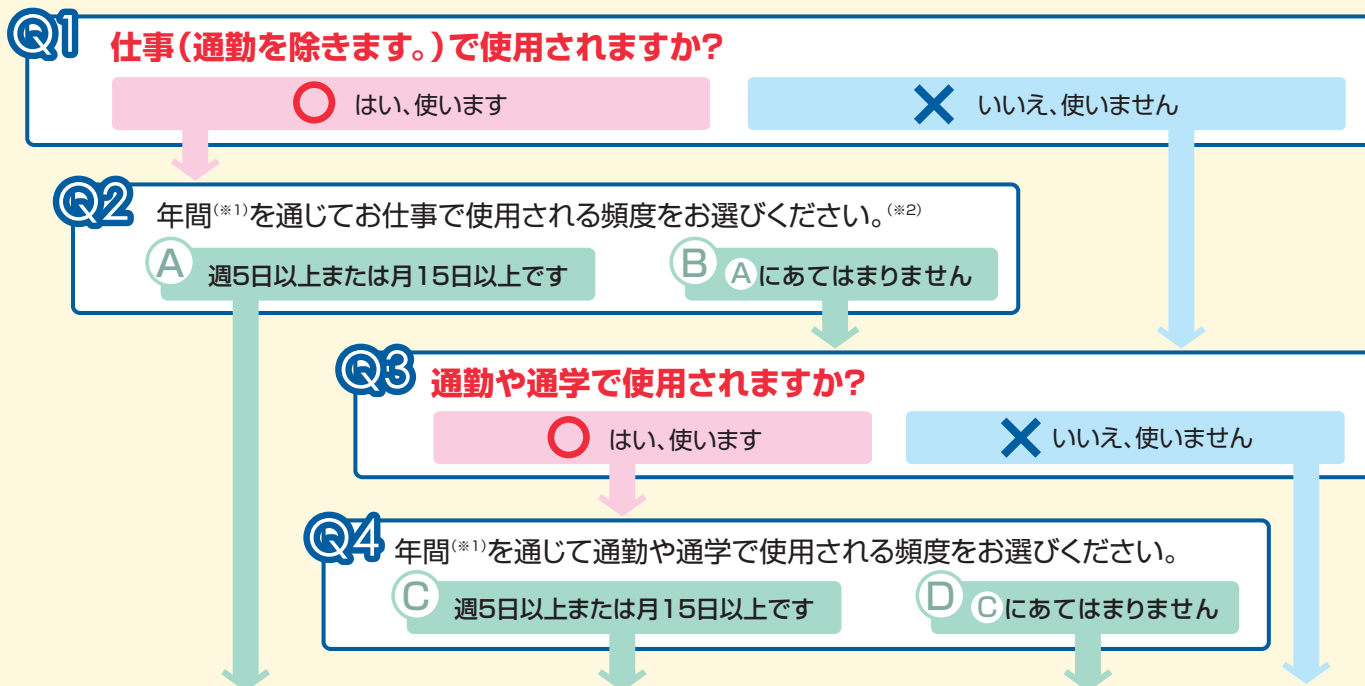 Q1 仕事(通勤を除きます。)で使用されますか?
○ はい、使います
× いいえ、使いません
Q2 年間(※1)を通じてお仕事で使用される頻度をお選びください。(※2)
A 週5日以上または月15日以上です
B Aにあてはまりません
Q3 通勤や通学で使用されますか?
○ はい、使います
× いいえ、使いません
Q4 年間(※1)を通じて通勤や通学で使用される頻度をお選びください。
C 週5日以上または月15日以上です
D Cにあてはまりません